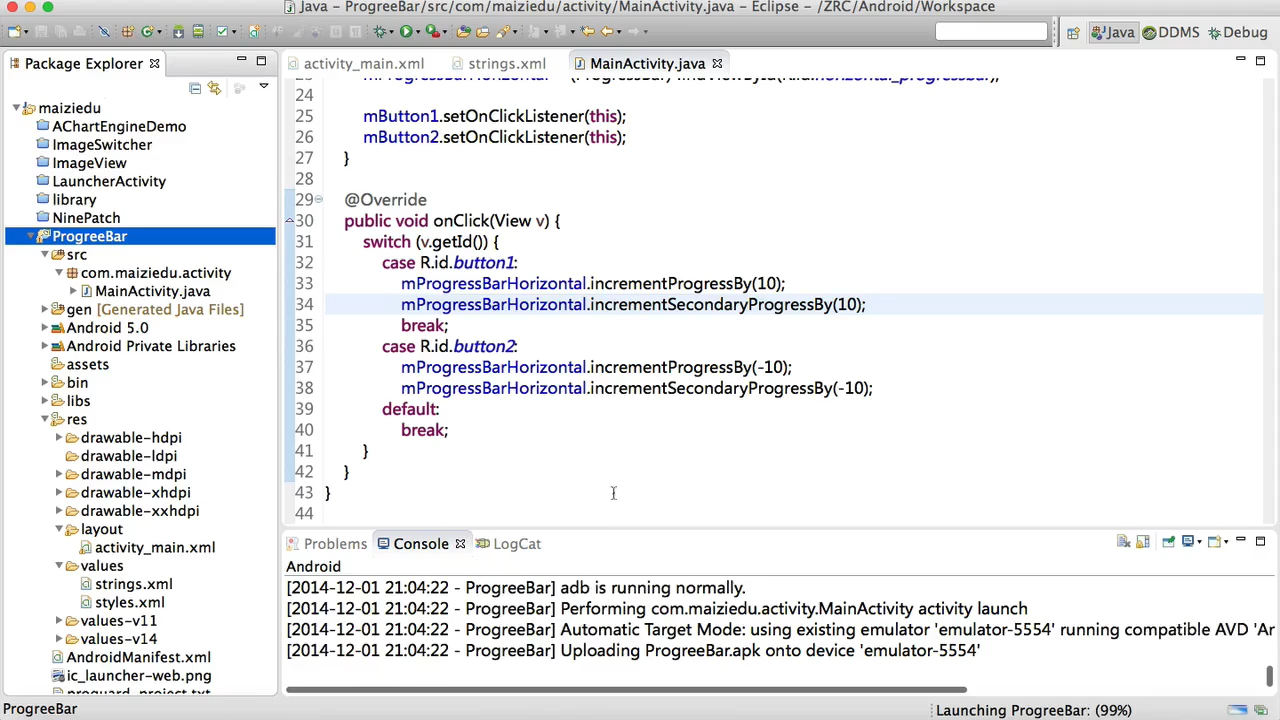 Java - ProgreeBar/src/com/maiziedu/activity/MainActivity.java - Eclipse - /ZRC/Android/Workspace
Java DDMS Debug
Package Explorer
activity_main.xml strings.xml MainActivity.java
maiziedu
AChartEngineDemo
ImageSwitcher
ImageView
LauncherActivity
library
NinePatch
ProgreeBar
src
com.maiziedu.activity
MainActivity.java
gen [Generated Java Files]
Android 5.0
Android Private Libraries
assets
bin
libs
res
drawable-hdpi
drawable-ldpi
drawable-mdpi
drawable-xhdpi
drawable-xxhdpi
layout
activity_main.xml
values
strings.xml
styles.xml
values-v11
values-v14
AndroidManifest.xml
ic_launcher-web.png
proguard_project.txt
24
25 mButton1.setOnClickListener(this);
26 mButton2.setOnClickListener(this);
27 }
28
29 @Override
30 public void onClick(View v) {
31 switch (v.getId()) {
32 case R.id.button1:
33 mProgressBarHorizontal.incrementProgressBy(10);
34 mProgressBarHorizontal.incrementSecondaryProgressBy(10);
35 break;
36 case R.id.button2:
37 mProgressBarHorizontal.incrementProgressBy(-10);
38 mProgressBarHorizontal.incrementSecondaryProgressBy(-10);
39 default:
40 break;
41 }
42 }
43 }
44
Problems Console LogCat
Android
[2014-12-01 21:04:22 - ProgreeBar] adb is running normally.
[2014-12-01 21:04:22 - ProgreeBar] Performing com.maiziedu.activity.MainActivity activity launch
[2014-12-01 21:04:22 - ProgreeBar] Automatic Target Mode: using existing emulator 'emulator-5554' running compatible AVD 'Ar
[2014-12-01 21:04:22 - ProgreeBar] Uploading ProgreeBar.apk onto device 'emulator-5554'
ProgreeBar
Launching ProgreeBar: (99%)